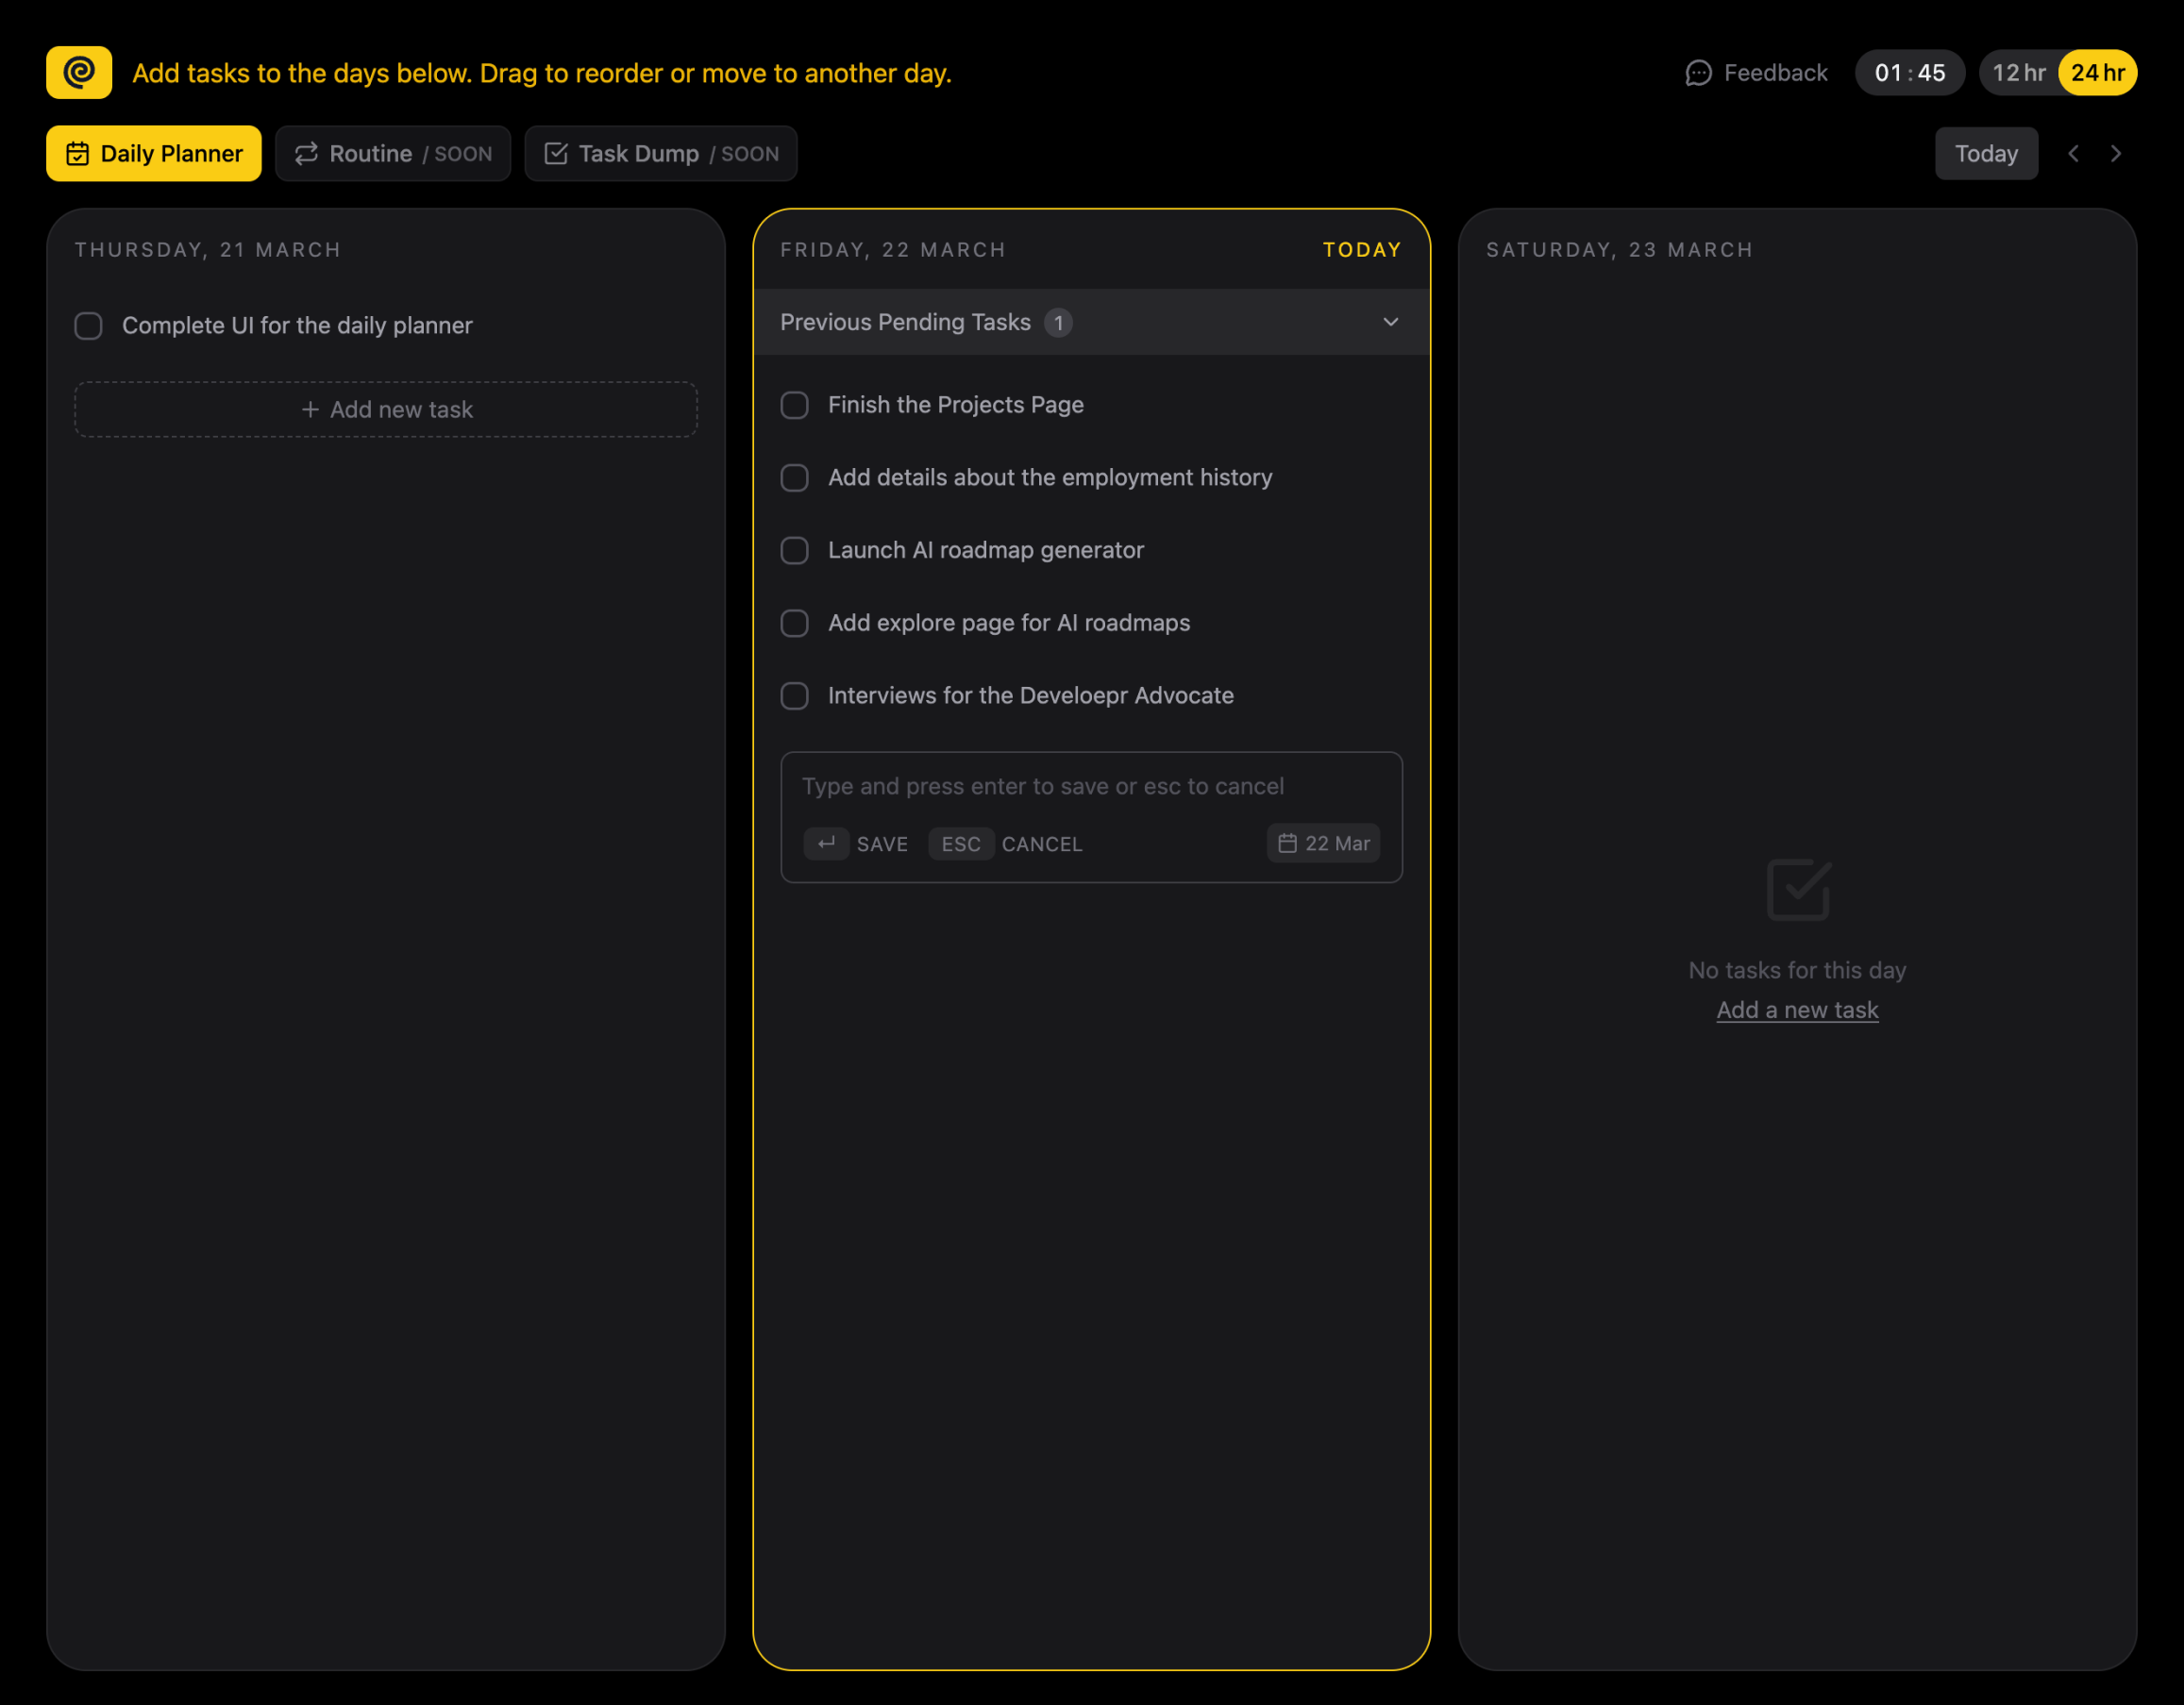 Add tasks to the days below. Drag to reorder or move to another day.
Feedback
01:45
12 hr 24 hr
Daily Planner
Routine / SOON
Task Dump / SOON
Today
THURSDAY, 21 MARCH
Complete UI for the daily planner
+ Add new task
FRIDAY, 22 MARCH
TODAY
Previous Pending Tasks 1
Finish the Projects Page
Add details about the employment history
Launch AI roadmap generator
Add explore page for AI roadmaps
Interviews for the Develoepr Advocate
Type and press enter to save or esc to cancel
SAVE ESC CANCEL
22 Mar
SATURDAY, 23 MARCH
No tasks for this day
Add a new task